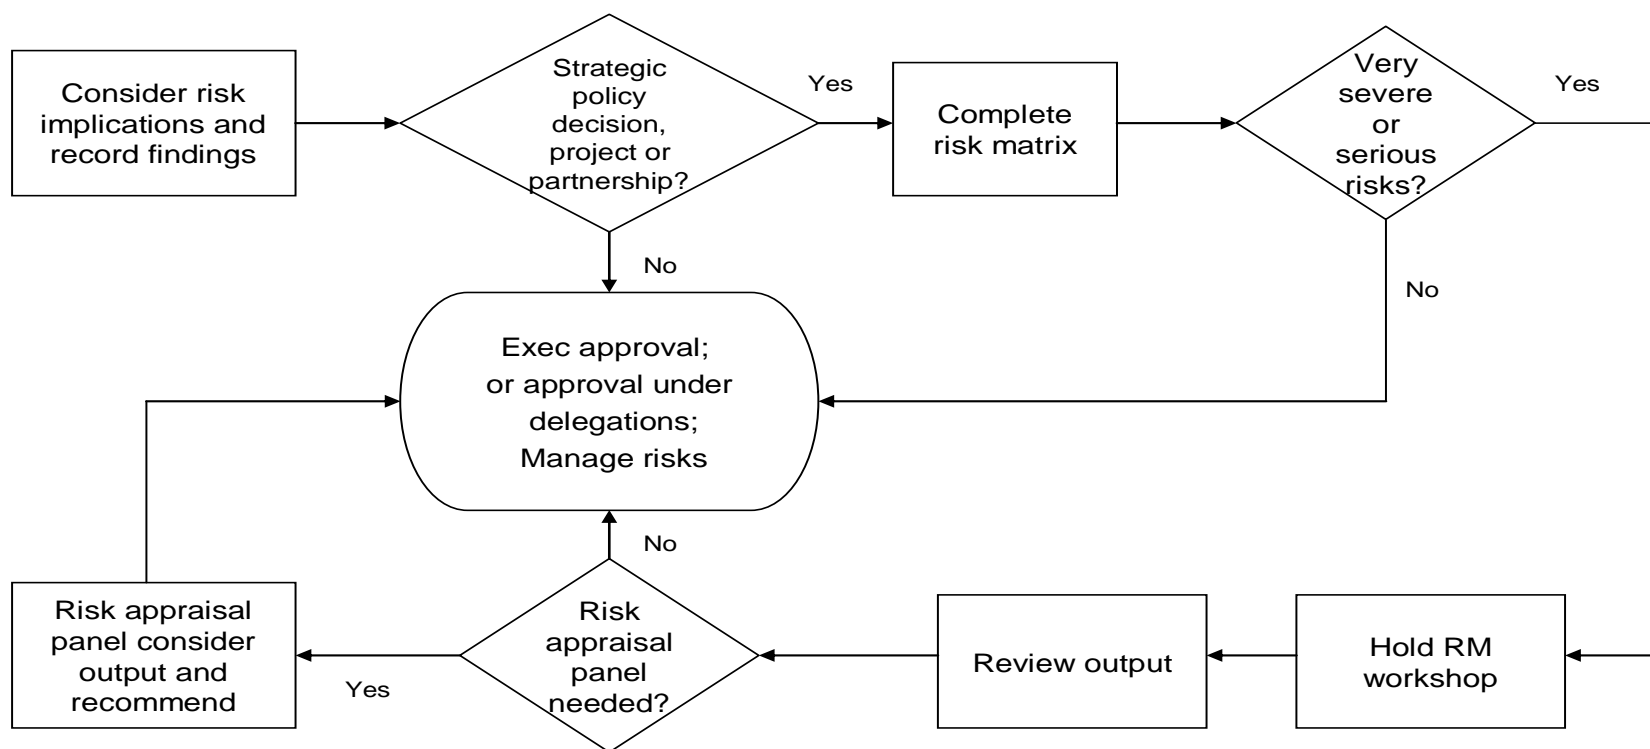 Consider risk
implications and
record findings
Strategic
policy
decision,
project or
partnership?
Yes
Complete
risk matrix
Very
severe
or
serious
risks?
Yes
No
No
Exec approval;
or approval under
delegations;
Manage risks
No
Risk appraisal
panel consider
output and
recommend
Yes
Risk
appraisal
panel
needed?
Review output
Hold RM
workshop